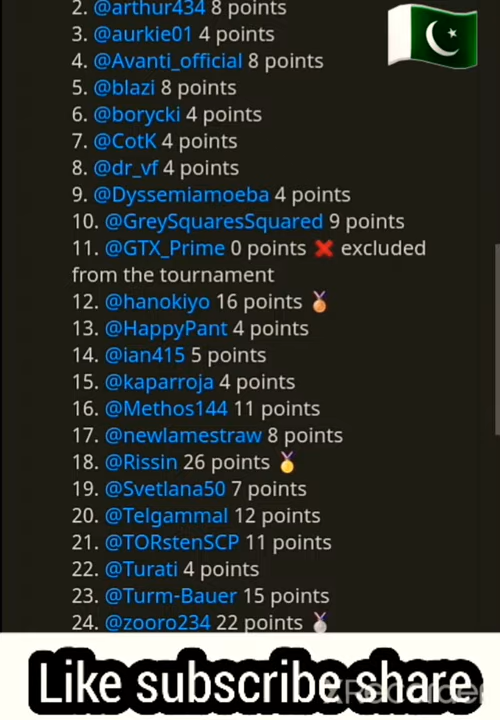 2. @arthur434 8 points
3. @aurkie01 4 points
4. @Avanti_official 8 points
5. @blazi 8 points
6. @borycki 4 points
7. @CotK 4 points
8. @dr_vf 4 points
9. @Dyssemiamoeba 4 points
10. @GreySquaresSquared 9 points
11. @GTX_Prime 0 points ❌ excluded
from the tournament
12. @hanokiyo 16 points 🥉
13. @HappyPant 4 points
14. @ian415 5 points
15. @kaparroja 4 points
16. @Methos144 11 points
17. @newlamestraw 8 points
18. @Rissin 26 points 🥇
19. @Svetlana50 7 points
20. @Telgammal 12 points
21. @TORstenSCP 11 points
22. @Turati 4 points
23. @Turm-Bauer 15 points
24. @zooro234 22 points 🥈
Like subscribe share